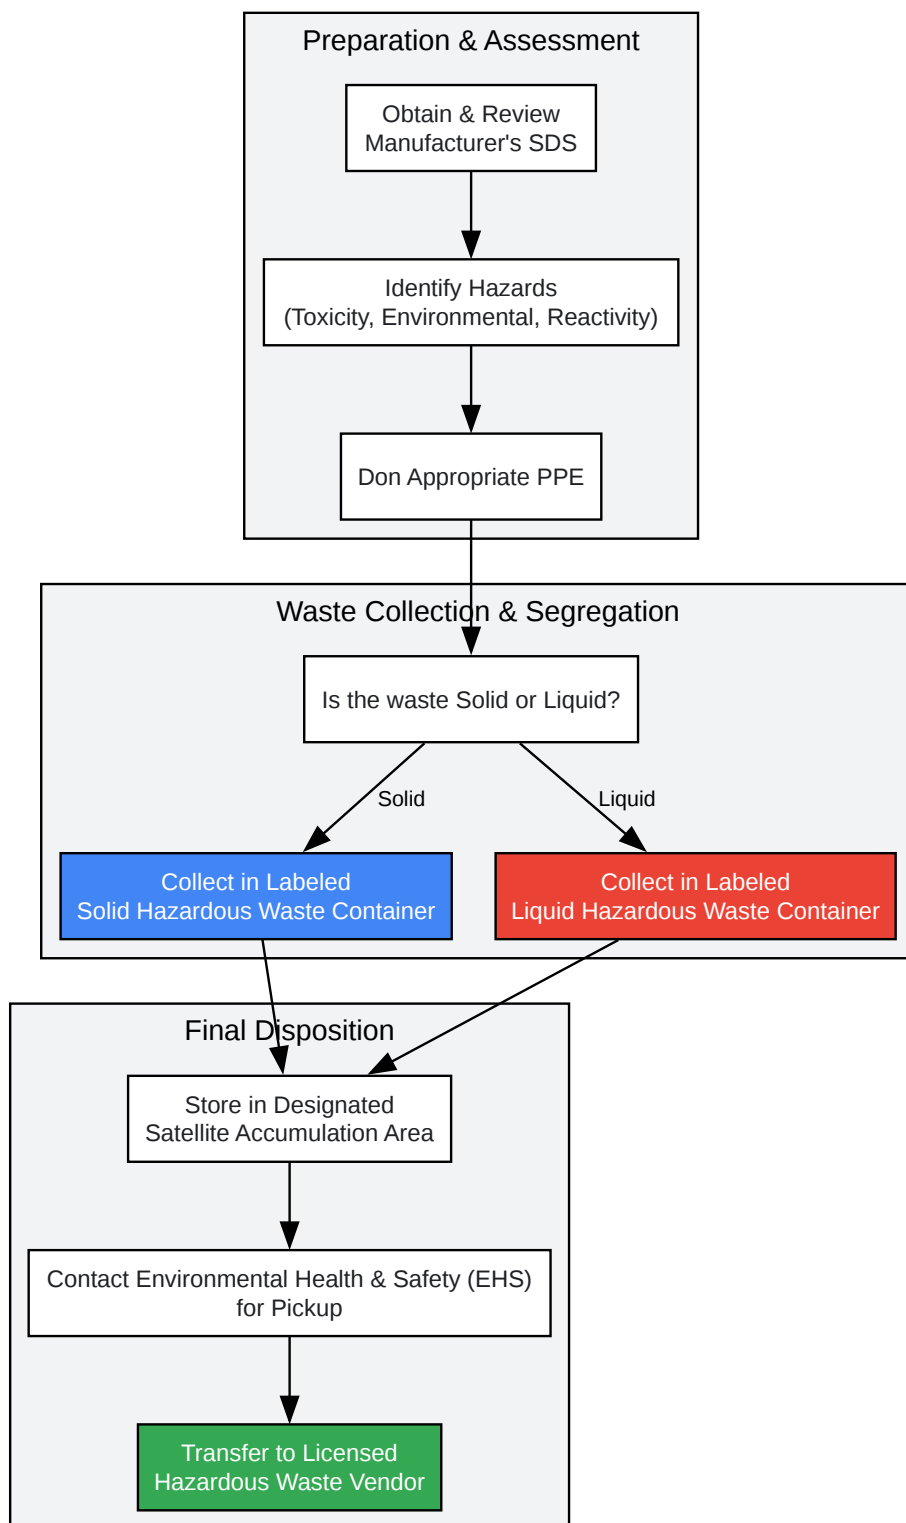 Preparation & Assessment
Obtain & Review
Manufacturer's SDS
Identify Hazards
(Toxicity, Environmental, Reactivity)
Don Appropriate PPE
Waste Collection & Segregation
Is the waste Solid or Liquid?
Solid
Liquid
Collect in Labeled
Solid Hazardous Waste Container
Collect in Labeled
Liquid Hazardous Waste Container
Final Disposition
Store in Designated
Satellite Accumulation Area
Contact Environmental Health & Safety (EHS)
for Pickup
Transfer to Licensed
Hazardous Waste Vendor